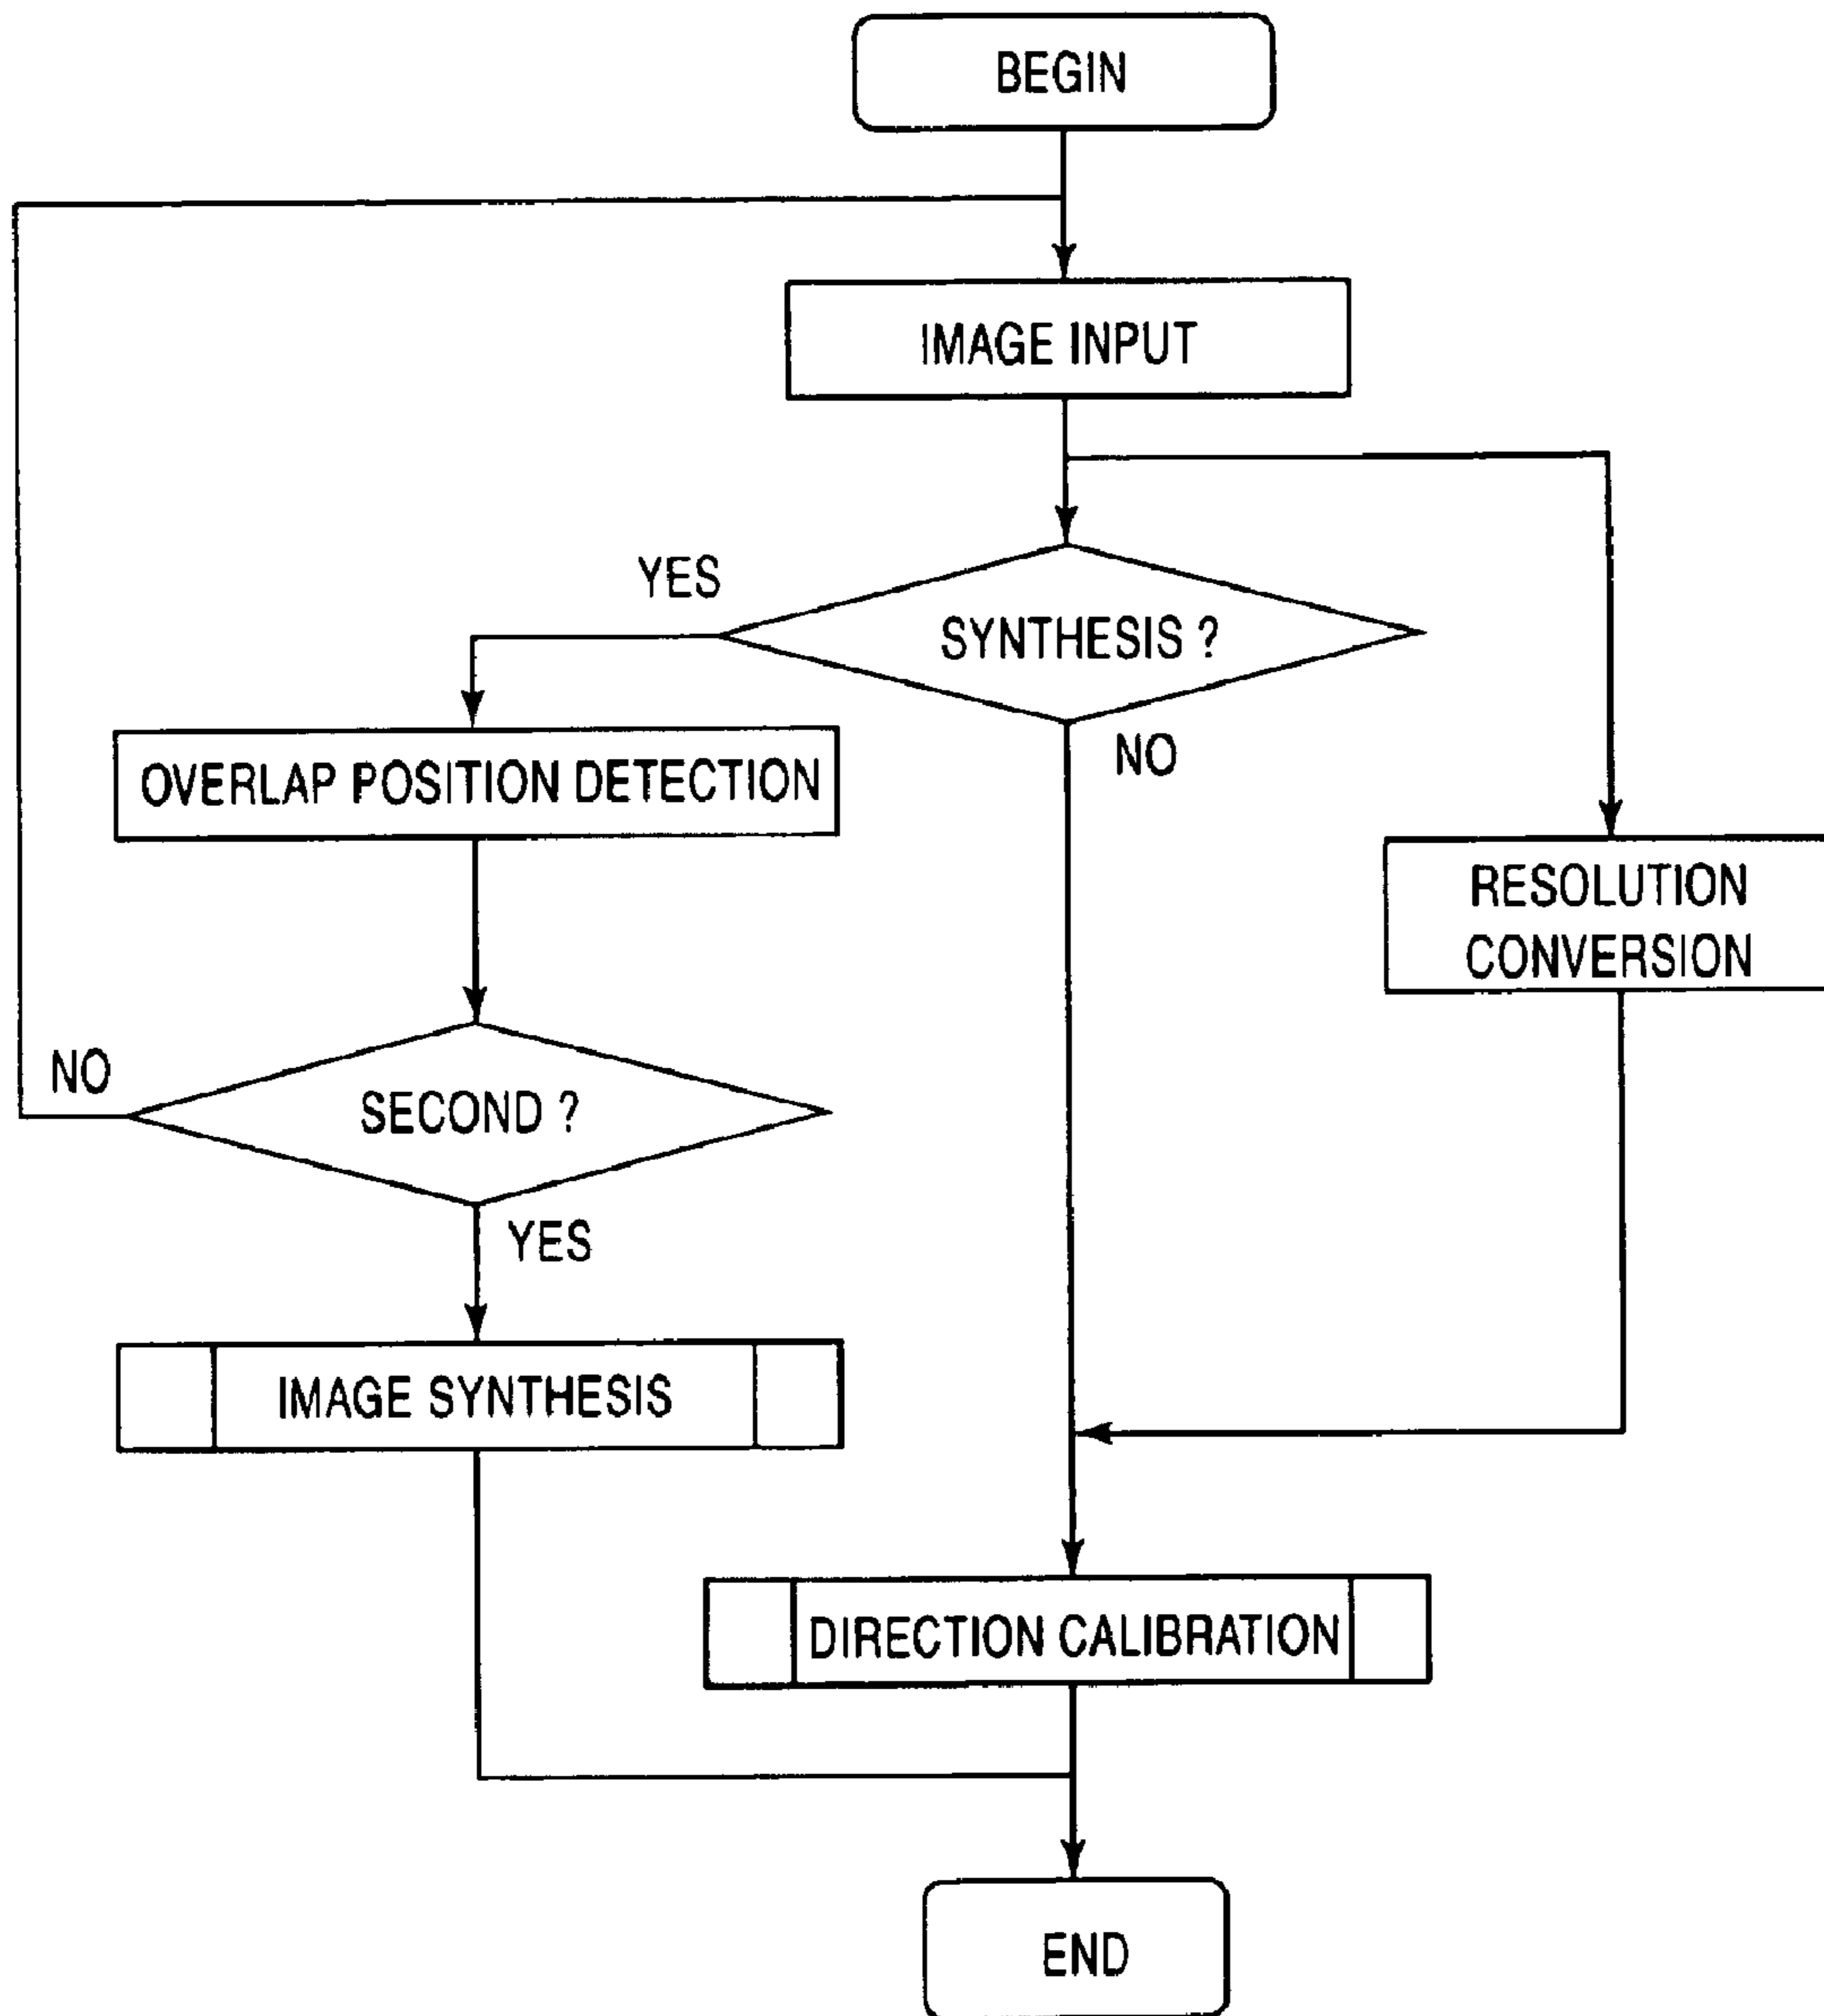 BEGIN
IMAGE INPUT
YES
SYNTHESIS ?
NO
OVERLAP POSITION DETECTION
RESOLUTION
CONVERSION
NO
SECOND ?
YES
IMAGE SYNTHESIS
DIRECTION CALIBRATION
END